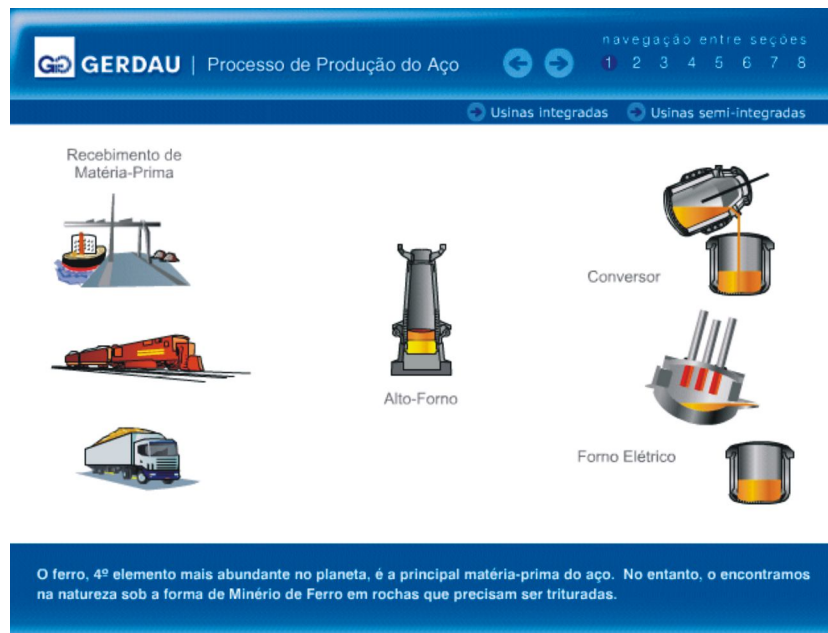 navegação entre seções
GERDAU | Processo de Produção do Aço
1 2 3 4 5 6 7 8
Usinas integradas
Usinas semi-integradas
Recebimento de
Matéria-Prima
Conversor
Alto-Forno
Forno Elétrico
O ferro, 4º elemento mais abundante no planeta, é a principal matéria-prima do aço. No entanto, o encontramos
na natureza sob a forma de Minério de Ferro em rochas que precisam ser trituradas.